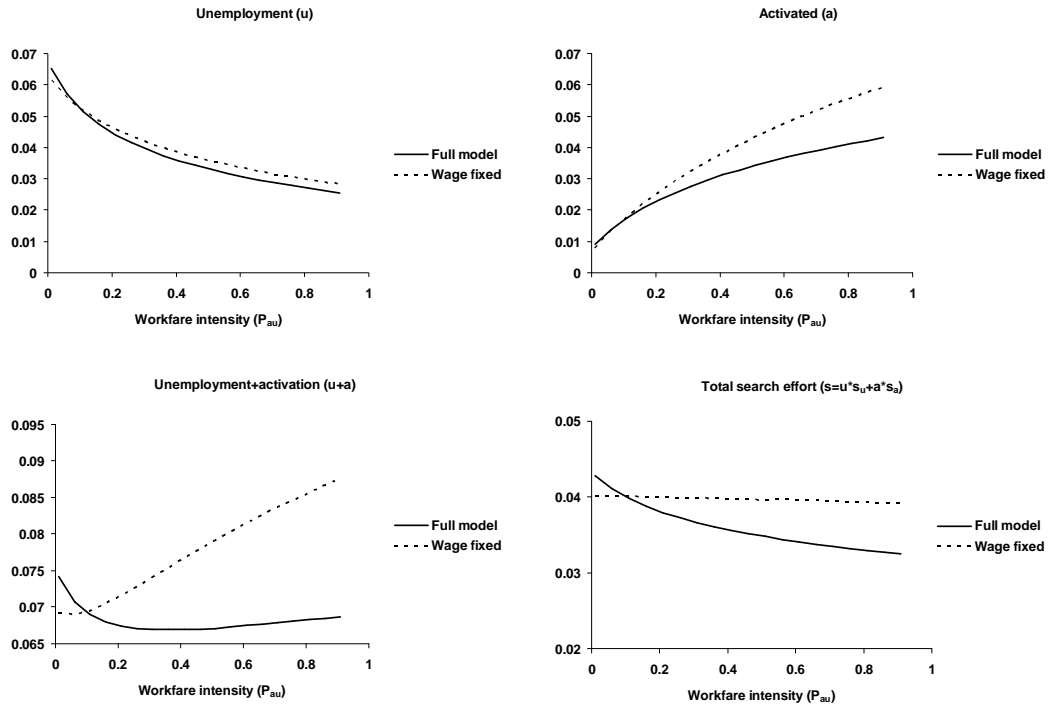 Unemployment (u)
0.07
0.06
0.05
0.04
0.03
0.02
0.01
0
0 0.2 0.4 0.6 0.8 1
Workfare intensity (Pau)
Full model
Wage fixed
Activated (a)
0.07
0.06
0.05
0.04
0.03
0.02
0.01
0
0 0.2 0.4 0.6 0.8 1
Workfare intensity (Pau)
Full model
Wage fixed
Unemployment+activation (u+a)
0.095
0.09
0.085
0.08
0.075
0.07
0.065
0 0.2 0.4 0.6 0.8 1
Workfare intensity (Pau)
Full model
Wage fixed
Total search effort (s=u*su+a*sa)
0.05
0.04
0.03
0.02
0 0.2 0.4 0.6 0.8 1
Workfare intensity (Pau)
Full model
Wage fixed